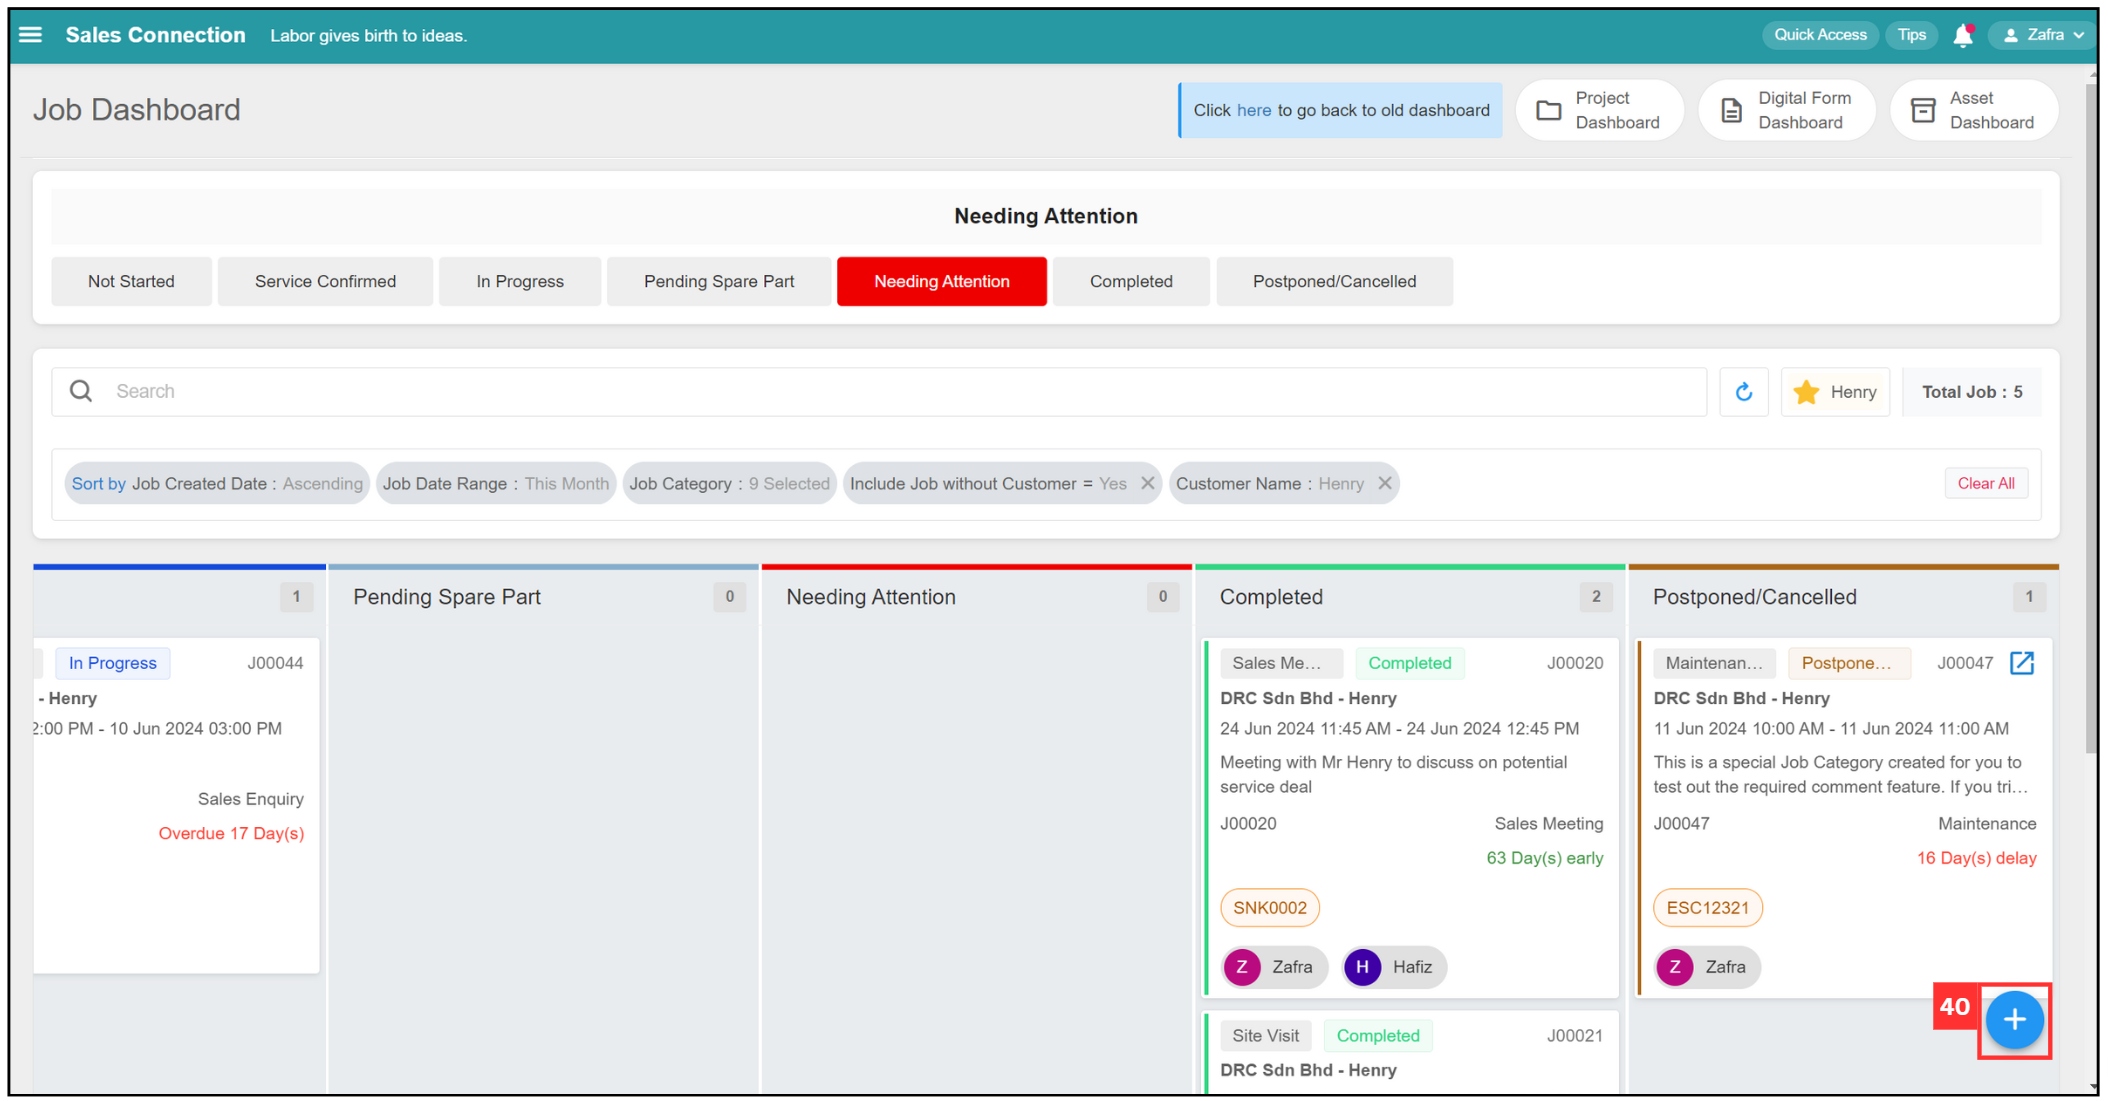 Sales Connection Labor gives birth to ideas. Quick Access Tips Zafra
Job Dashboard
Click here to go back to old dashboard
Project
Dashboard
Digital Form
Dashboard
Asset
Dashboard
Needing Attention
Not Started Service Confirmed In Progress Pending Spare Part Needing Attention Completed Postponed/Cancelled
Search
Henry
Total Job : 5
Sort by Job Created Date : Ascending Job Date Range : This Month Job Category : 9 Selected Include Job without Customer = Yes Customer Name : Henry Clear All
1
In Progress J00044
- Henry
2:00 PM - 10 Jun 2024 03:00 PM
Sales Enquiry
Overdue 17 Day(s)
Pending Spare Part 0
Needing Attention 0
Completed 2
Sales Me... Completed J00020
DRC Sdn Bhd - Henry
24 Jun 2024 11:45 AM - 24 Jun 2024 12:45 PM
Meeting with Mr Henry to discuss on potential
service deal
J00020 Sales Meeting
63 Day(s) early
SNK0002
Z Zafra H Hafiz
Site Visit Completed J00021
DRC Sdn Bhd - Henry
Postponed/Cancelled 1
Maintenan... Postpone... J00047
DRC Sdn Bhd - Henry
11 Jun 2024 10:00 AM - 11 Jun 2024 11:00 AM
This is a special Job Category created for you to
test out the required comment feature. If you tri...
J00047 Maintenance
16 Day(s) delay
ESC12321
Z Zafra
40